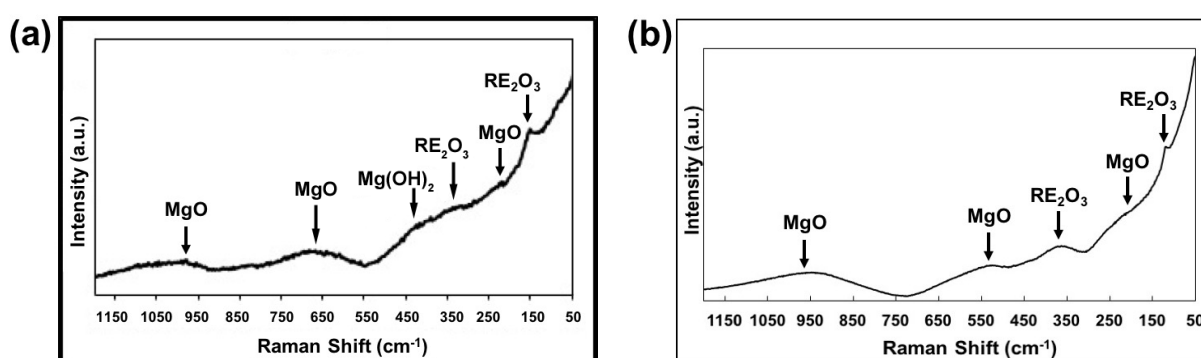 (a)
RE₂O₃
MgO
RE₂O₃
Mg(OH)₂
MgO
MgO
Intensity (a.u.)
1150 1050 950 850 750 650 550 450 350 250 150 50
Raman Shift (cm⁻¹)
(b)
RE₂O₃
MgO
RE₂O₃
MgO
MgO
Intensity (a.u.)
1150 1050 950 850 750 650 550 450 350 250 150 50
Raman Shift (cm⁻¹)